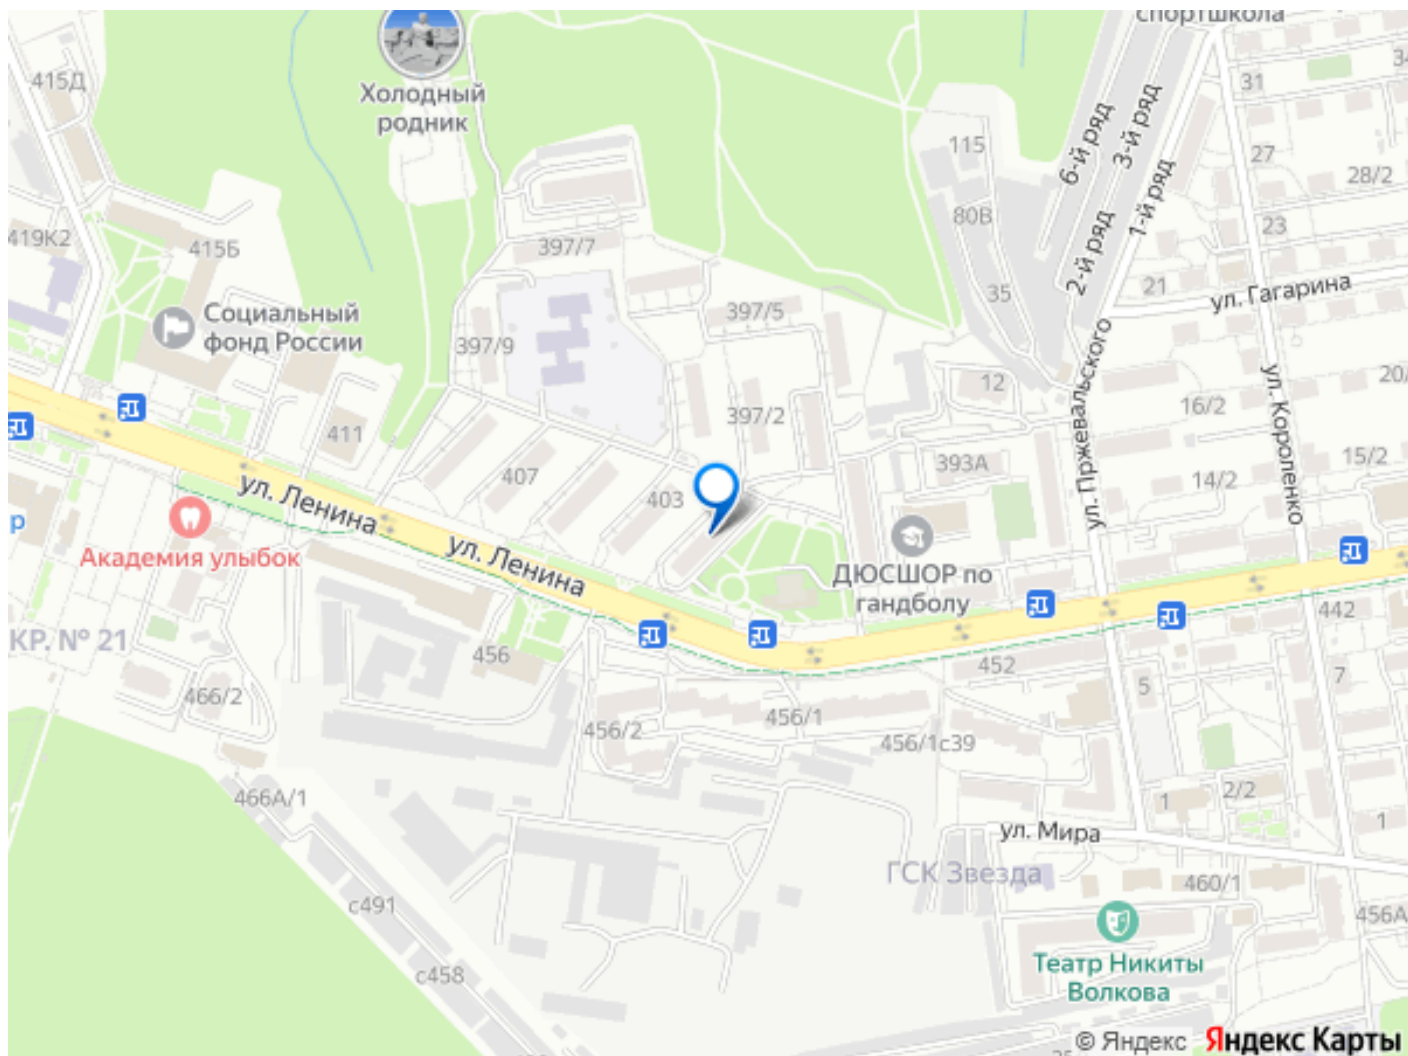 спортшкола
415Д
Холодный
родник
31
34
6-й ряд
3-й ряд
115
27
28/2
1-й ряд
80В
23
419К2
415Б
397/7
2-й ряд
35
21
ул. Гагарина
Социальный
фонд России
397/5
397/9
ул. Пржевальского
12
20/
16/2
ул. Короленко
397/2
411
393А
15/2
407
14/2
403
ул. Ленина
р
ул. Ленина
Академия улыбок
ДЮСШОР по
гандболу
442
КР. № 21
456
452
7
5
466/2
456/2
456/1
456/1с39
466А/1
2/2
1
1
ул. Мира
ГСК Звезда
460/1
с491
456А
Театр Никиты
Волкова
с458
© Яндекс Яндекс Карты